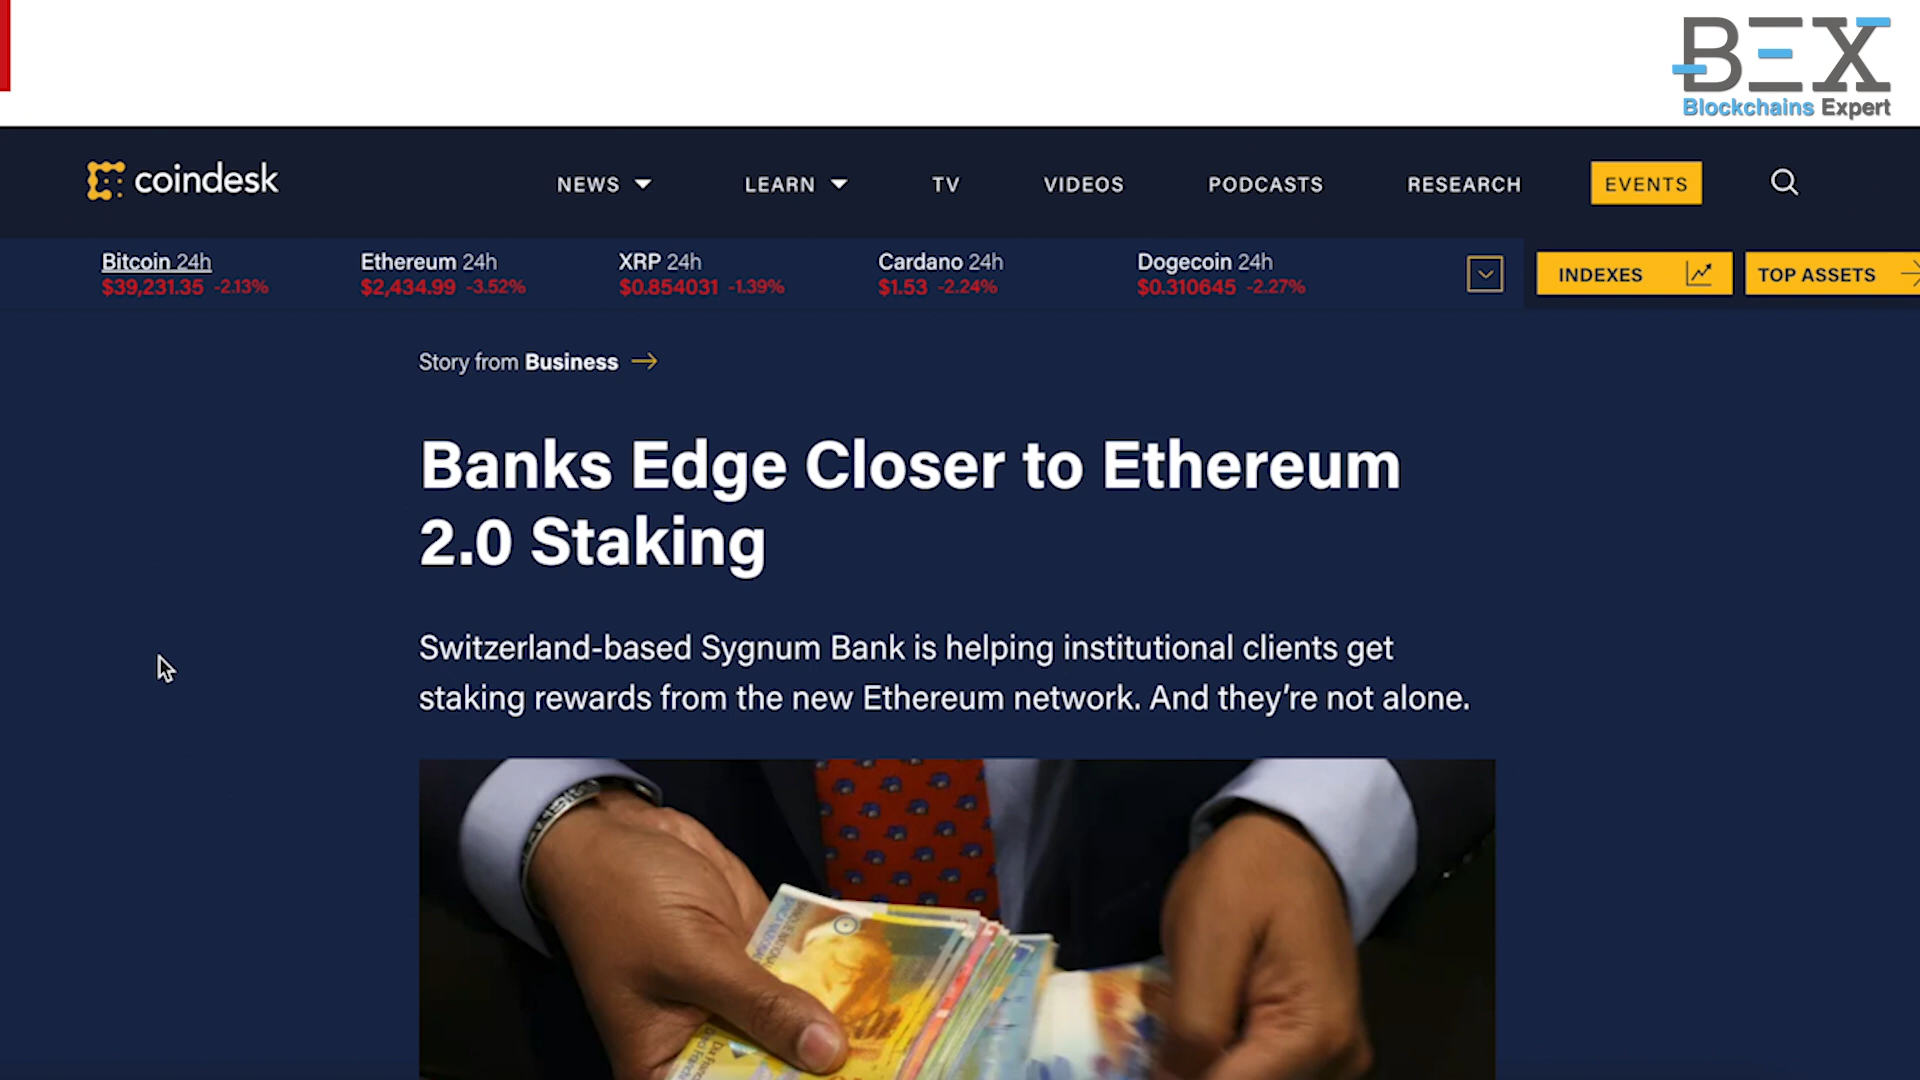 BEX
Blockchains Expert
coindesk
NEWS LEARN TV VIDEOS PODCASTS RESEARCH EVENTS
Bitcoin 24h Ethereum 24h XRP 24h Cardano 24h Dogecoin 24h
$39,231.35 -2.13% $2,434.99 -3.52% $0.854031 -1.39% $1.53 -2.24% $0.310645 -2.27%
INDEXES TOP ASSETS
Story from Business
Banks Edge Closer to Ethereum
2.0 Staking
Switzerland-based Sygnum Bank is helping institutional clients get
staking rewards from the new Ethereum network. And they’re not alone.